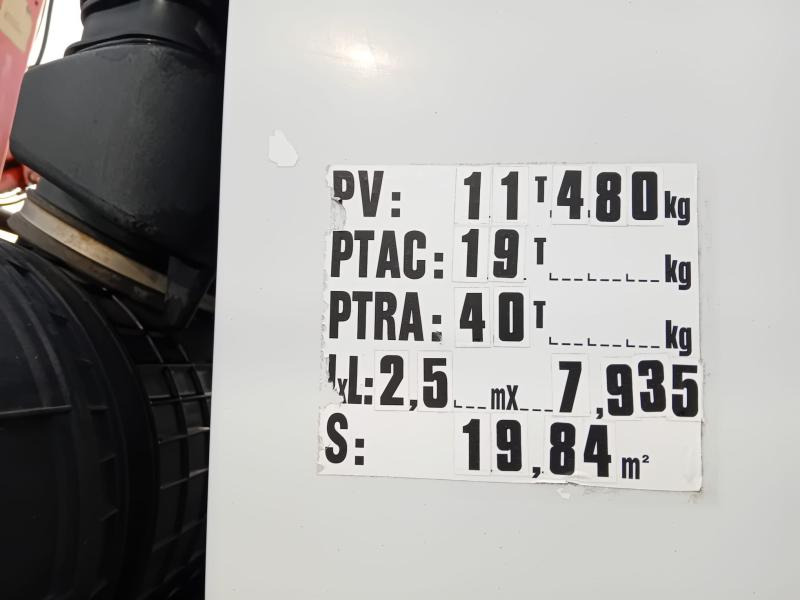 PV: 11 T 480 kg
PTAC: 19 T kg
PTRA: 40 T kg
lxL: 2,5 mX 7,935
S: 19,84 m²